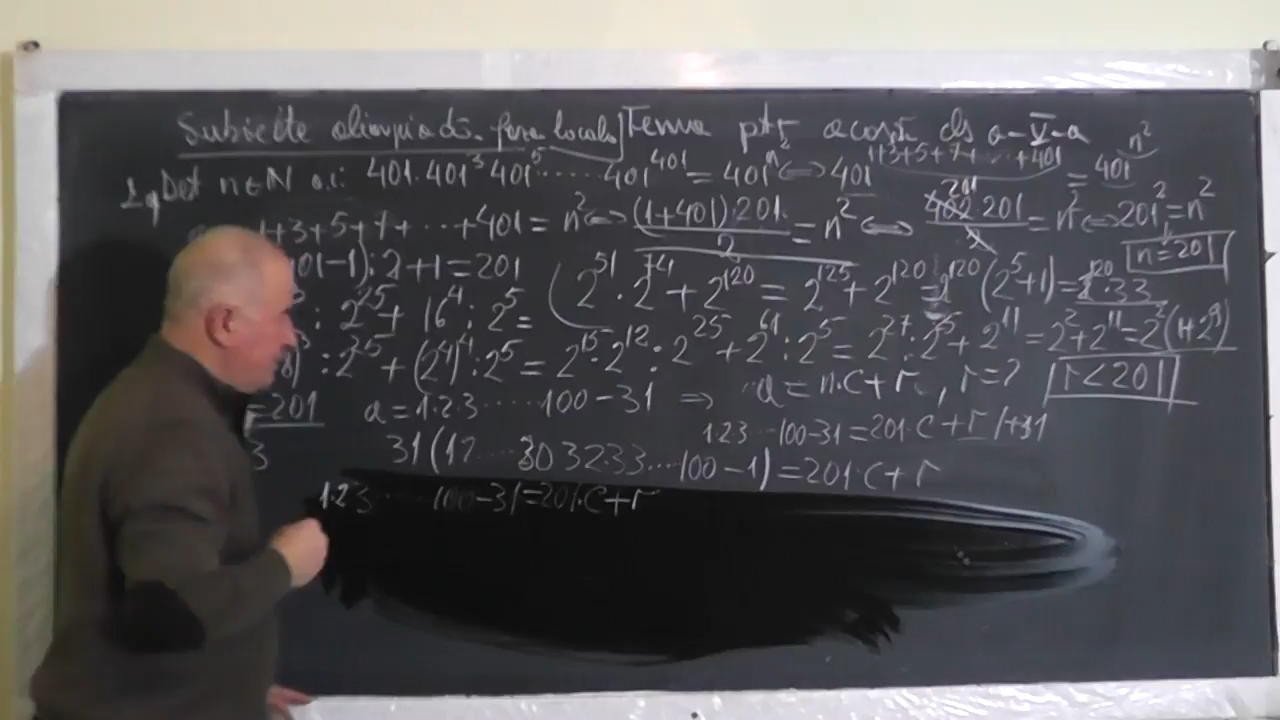 Subiecte olimpiadă faza locală Tema pt acasă cls a-V-a
Det n∈N a.î: 401·401³·401⁵······401⁴⁰¹=401ⁿ² ⇔ 401¹⁺³⁺⁵⁺⁷⁺···⁺⁴⁰¹=401ⁿ²
1+3+5+7+···+401=n² ⇔ (1+401)·201/2=n² ⇔ 402·201/2=n² ⇔ 201²=n²
201
n=201
401-1):2+1=201 (2⁵¹·2⁷⁴+2¹²⁰=2¹²⁵+2¹²⁰=2¹²⁰(2⁵+1)=2¹²⁰·33
:2²⁵+16⁴:2⁵=
)³:2²⁵+(2⁴)⁴:2⁵=2¹⁵·2¹²:2²⁵+2¹⁶:2⁵=2²⁷:2²⁵+2¹¹=2²+2¹¹=2²(1+2⁹)
=201 a=1·2·3······100-31 ⇒ a=n·C+r, r=? r<201
1·2·3···100-31=201·C+r /+31
3 31(1·2····30·32·33····100-1)=201·C+r
1·2·3····100-31=201·C+r